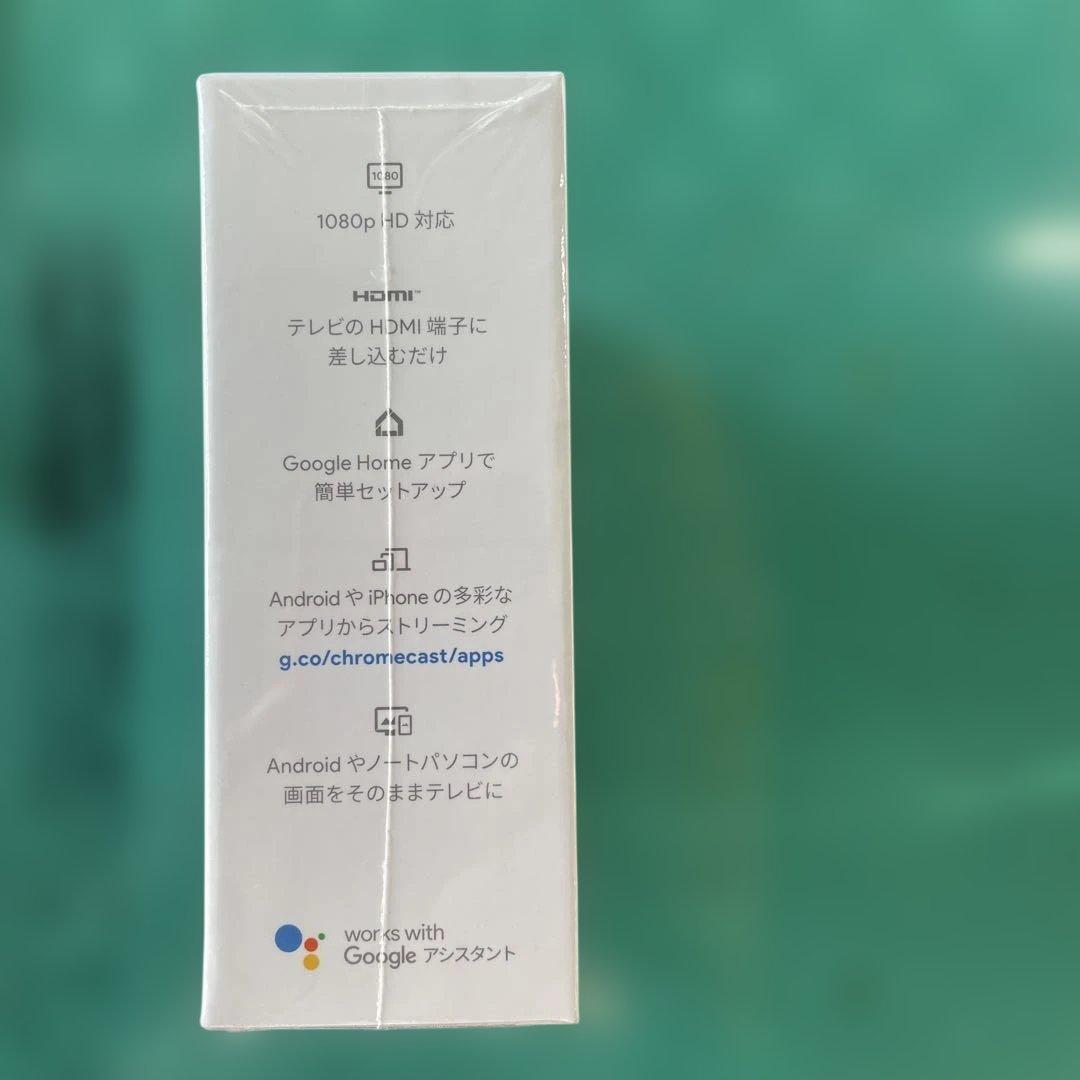 1080
1080p HD 対応
HDMI™
テレビの HDMI 端子に
差し込むだけ
Google Home アプリで
簡単セットアップ
Android や iPhone の多彩な
アプリからストリーミング
g.co/chromecast/apps
Android やノートパソコンの
画面をそのままテレビに
works with
Google アシスタント